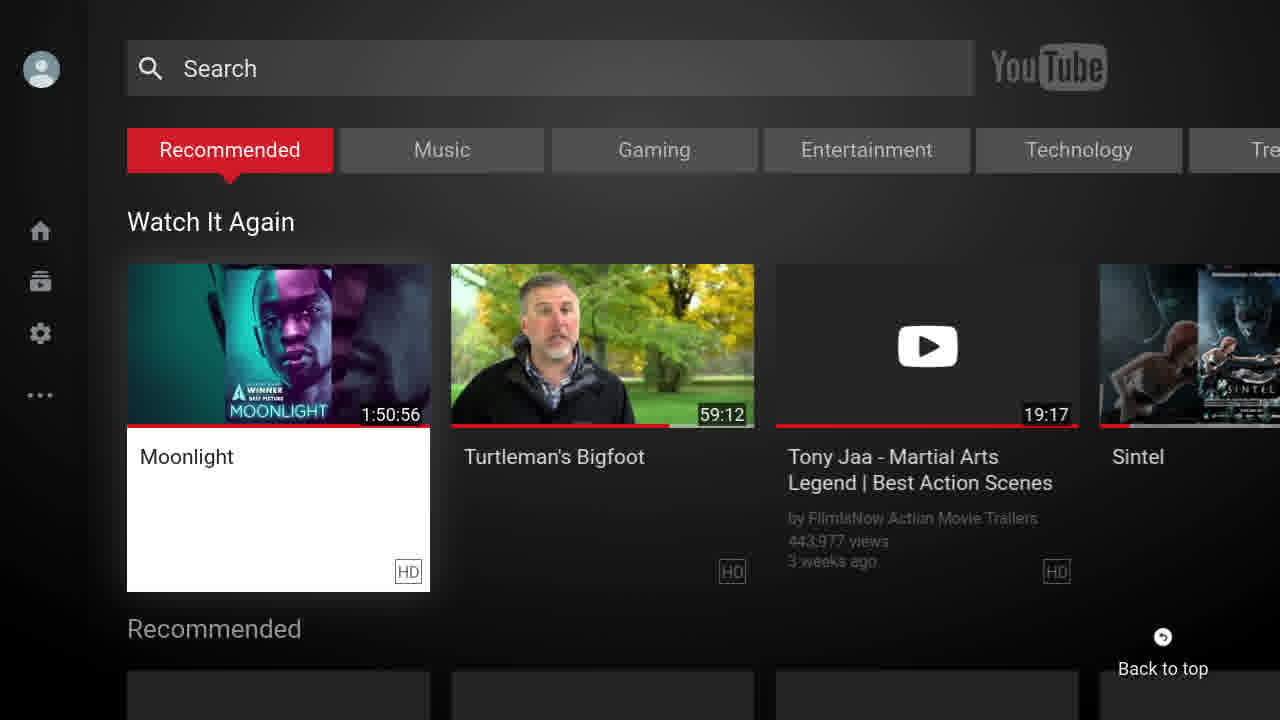 Search
YouTube
Recommended
Music
Gaming
Entertainment
Technology
Tre
Watch It Again
WINNER
BEST PICTURE
MOONLIGHT
1:50:56
59:12
19:17
SINTEL
Moonlight
Turtleman's Bigfoot
Tony Jaa - Martial Arts
Legend | Best Action Scenes
Sintel
by FilmIsNow Action Movie Trailers
443,977 views
3 weeks ago
HD
HD
HD
Recommended
Back to top